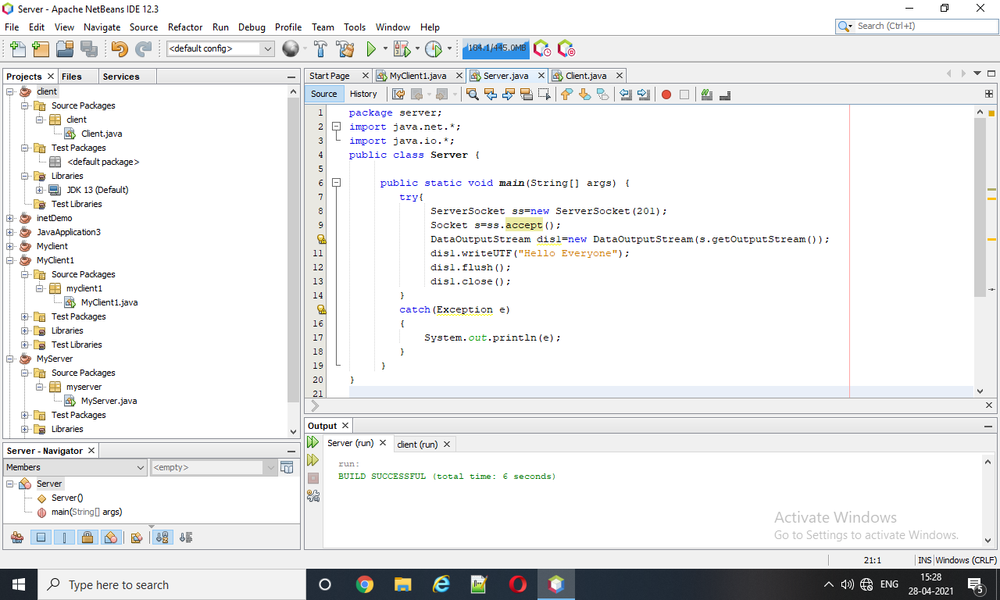 Server - Apache NetBeans IDE 12.3
File Edit View Navigate Source Refactor Run Debug Profile Team Tools Window Help
Search (Ctrl+I)
<default config>
184.1/445.0MB
Projects Files Services
Start Page MyClient1.java Server.java Client.java
Source History
client
Source Packages
client
Client.java
Test Packages
<default package>
Libraries
JDK 13 (Default)
Test Libraries
inetDemo
JavaApplication3
Myclient
MyClient1
Source Packages
myclient1
MyClient1.java
Test Packages
Libraries
Test Libraries
MyServer
Source Packages
myserver
MyServer.java
Test Packages
Libraries
1 package server;
2 import java.net.*;
3 import java.io.*;
4 public class Server {
5
6 public static void main(String[] args) {
7 try{
8 ServerSocket ss=new ServerSocket(201);
9 Socket s=ss.accept();
DataOutputStream dis1=new DataOutputStream(s.getOutputStream());
11 dis1.writeUTF("Hello Everyone");
12 dis1.flush();
13 dis1.close();
14 }
catch(Exception e)
16 {
17 System.out.println(e);
18 }
19 }
20 }
21
Server - Navigator
Members <empty>
Server
Server()
main(String[] args)
Output
Server (run) client (run)
run:
BUILD SUCCESSFUL (total time: 6 seconds)
Activate Windows
Go to Settings to activate Windows.
21:1 INS Windows (CRLF)
Type here to search
ENG
15:28
28-04-2021
5